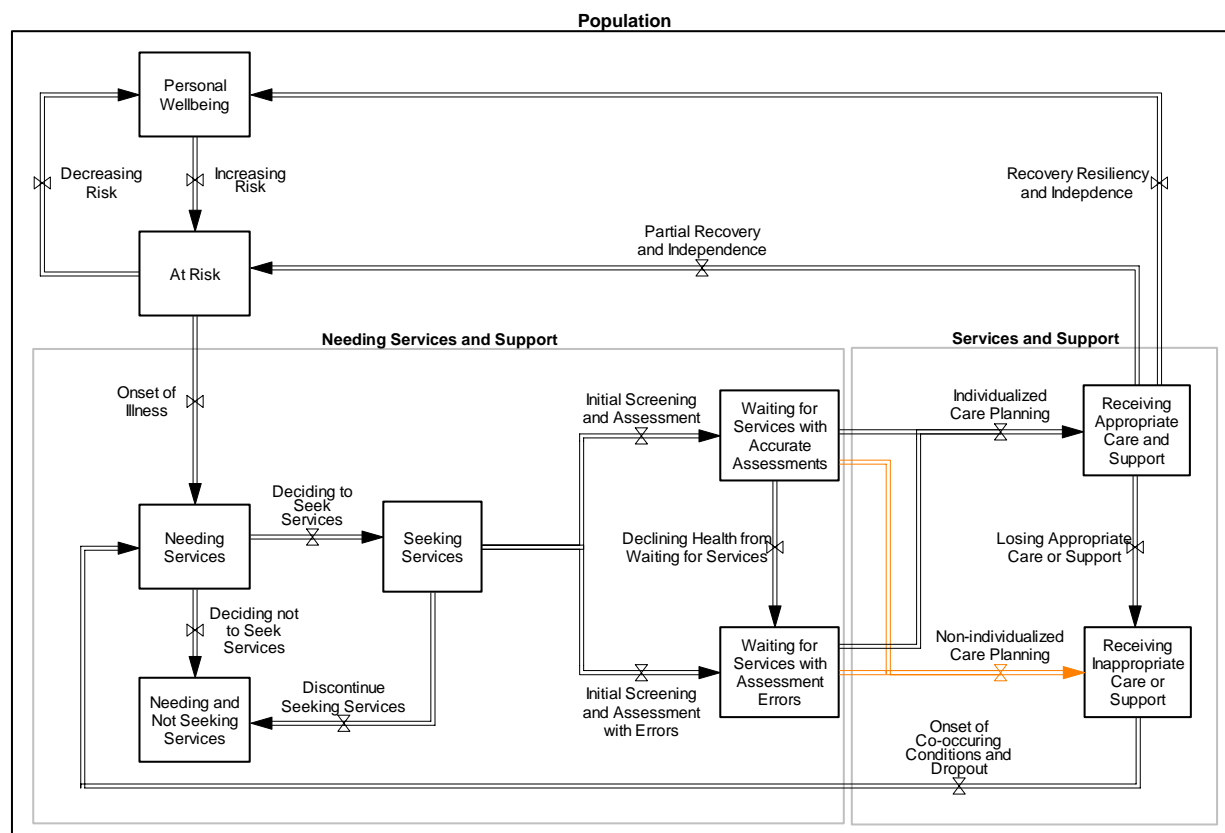 Population
Personal
Wellbeing
Decreasing
Risk
Increasing
Risk
Recovery Resiliency
and Indepdence
Partial Recovery
and Independence
At Risk
Needing Services and Support
Services and Support
Onset of
Illness
Initial Screening
and Assessment
Waiting for
Services with
Accurate
Assessments
Individualized
Care Planning
Receiving
Appropriate
Care and
Support
Deciding to
Seek
Services
Needing
Services
Seeking
Services
Declining Health from
Waiting for Services
Losing Appropriate
Care or Support
Deciding not
to Seek
Services
Waiting for
Services with
Assessment
Errors
Non-individualized
Care Planning
Receiving
Inappropriate
Care or
Support
Needing and
Not Seeking
Services
Discontinue
Seeking Services
Initial Screening
and Assessment
with Errors
Onset of
Co-occuring
Conditions and
Dropout